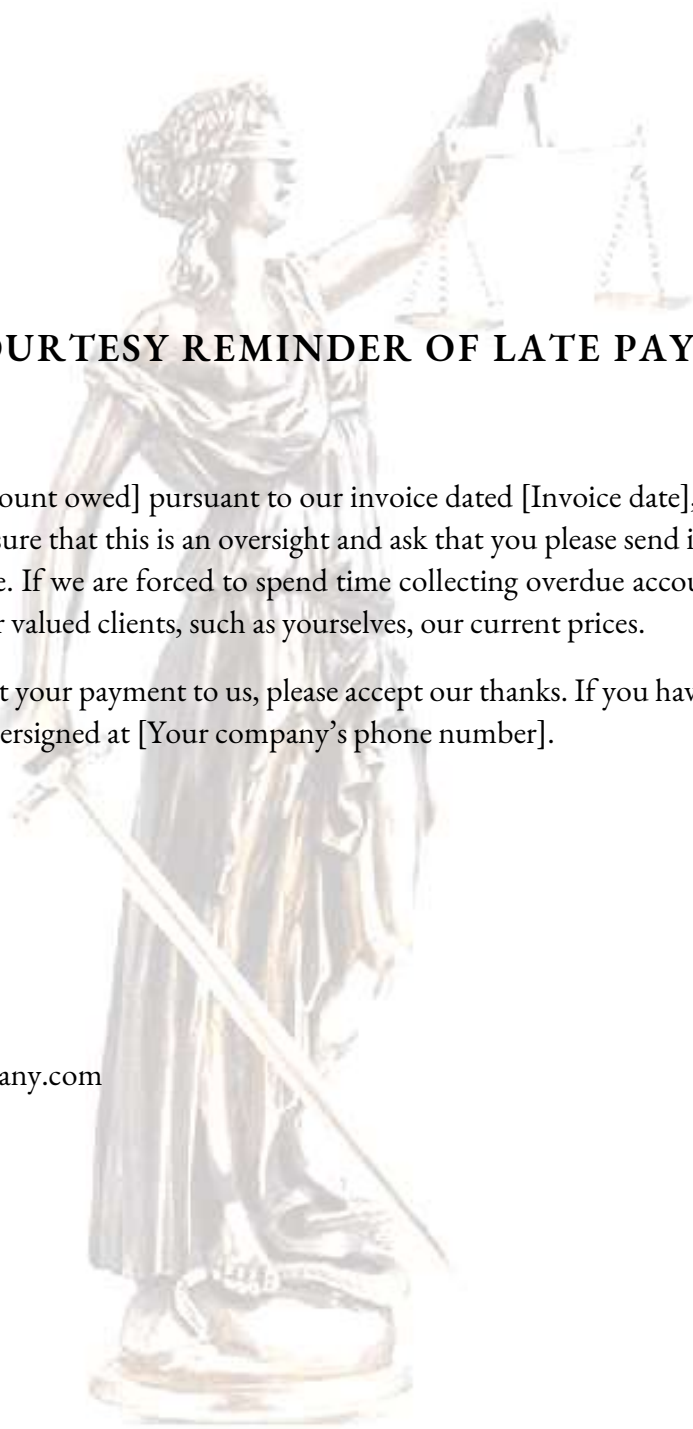 OURTESY REMINDER OF LATE PAY
ount owed] pursuant to our invoice dated [Invoice date],
sure that this is an oversight and ask that you please send i
e. If we are forced to spend time collecting overdue accou
r valued clients, such as yourselves, our current prices.
t your payment to us, please accept our thanks. If you hav
ersigned at [Your company’s phone number].
any.com